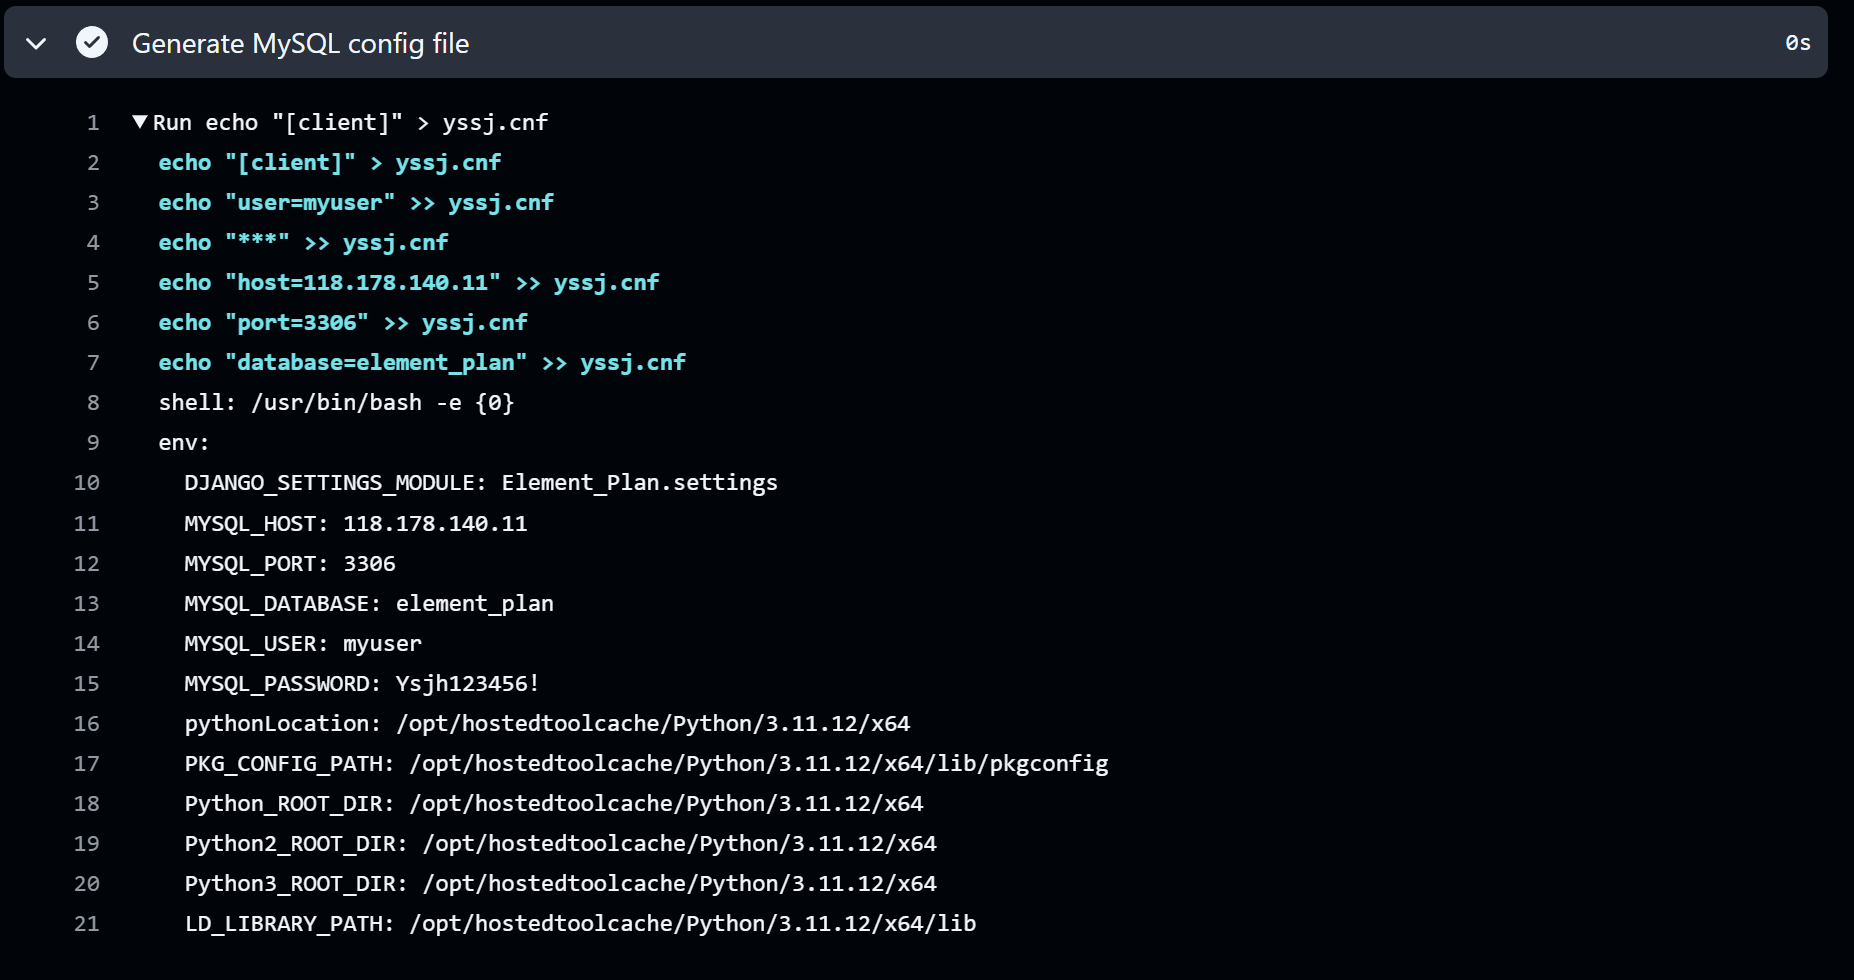 Generate MySQL config file 0s
1 ▼Run echo "[client]" > yssj.cnf
2 echo "[client]" > yssj.cnf
3 echo "user=myuser" >> yssj.cnf
4 echo "***" >> yssj.cnf
5 echo "host=118.178.140.11" >> yssj.cnf
6 echo "port=3306" >> yssj.cnf
7 echo "database=element_plan" >> yssj.cnf
8 shell: /usr/bin/bash -e {0}
9 env:
10 DJANGO_SETTINGS_MODULE: Element_Plan.settings
11 MYSQL_HOST: 118.178.140.11
12 MYSQL_PORT: 3306
13 MYSQL_DATABASE: element_plan
14 MYSQL_USER: myuser
15 MYSQL_PASSWORD: Ysjh123456!
16 pythonLocation: /opt/hostedtoolcache/Python/3.11.12/x64
17 PKG_CONFIG_PATH: /opt/hostedtoolcache/Python/3.11.12/x64/lib/pkgconfig
18 Python_ROOT_DIR: /opt/hostedtoolcache/Python/3.11.12/x64
19 Python2_ROOT_DIR: /opt/hostedtoolcache/Python/3.11.12/x64
20 Python3_ROOT_DIR: /opt/hostedtoolcache/Python/3.11.12/x64
21 LD_LIBRARY_PATH: /opt/hostedtoolcache/Python/3.11.12/x64/lib